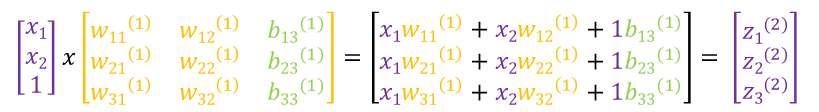 [x₁ x₂ 1] x [w₁₁⁽¹⁾ w₁₂⁽¹⁾ b₁₃⁽¹⁾ = [x₁w₁₁⁽¹⁾ + x₂w₁₂⁽¹⁾ + 1b₁₃⁽¹⁾ = [z₁⁽²⁾
w₂₁⁽¹⁾ w₂₂⁽¹⁾ b₂₃⁽¹⁾ x₁w₂₁⁽¹⁾ + x₂w₂₂⁽¹⁾ + 1b₂₃⁽¹⁾ z₂⁽²⁾
w₃₁⁽¹⁾ w₃₂⁽¹⁾ b₃₃⁽¹⁾] x₁w₃₁⁽¹⁾ + x₂w₃₂⁽¹⁾ + 1b₃₃⁽¹⁾] z₃⁽²⁾]